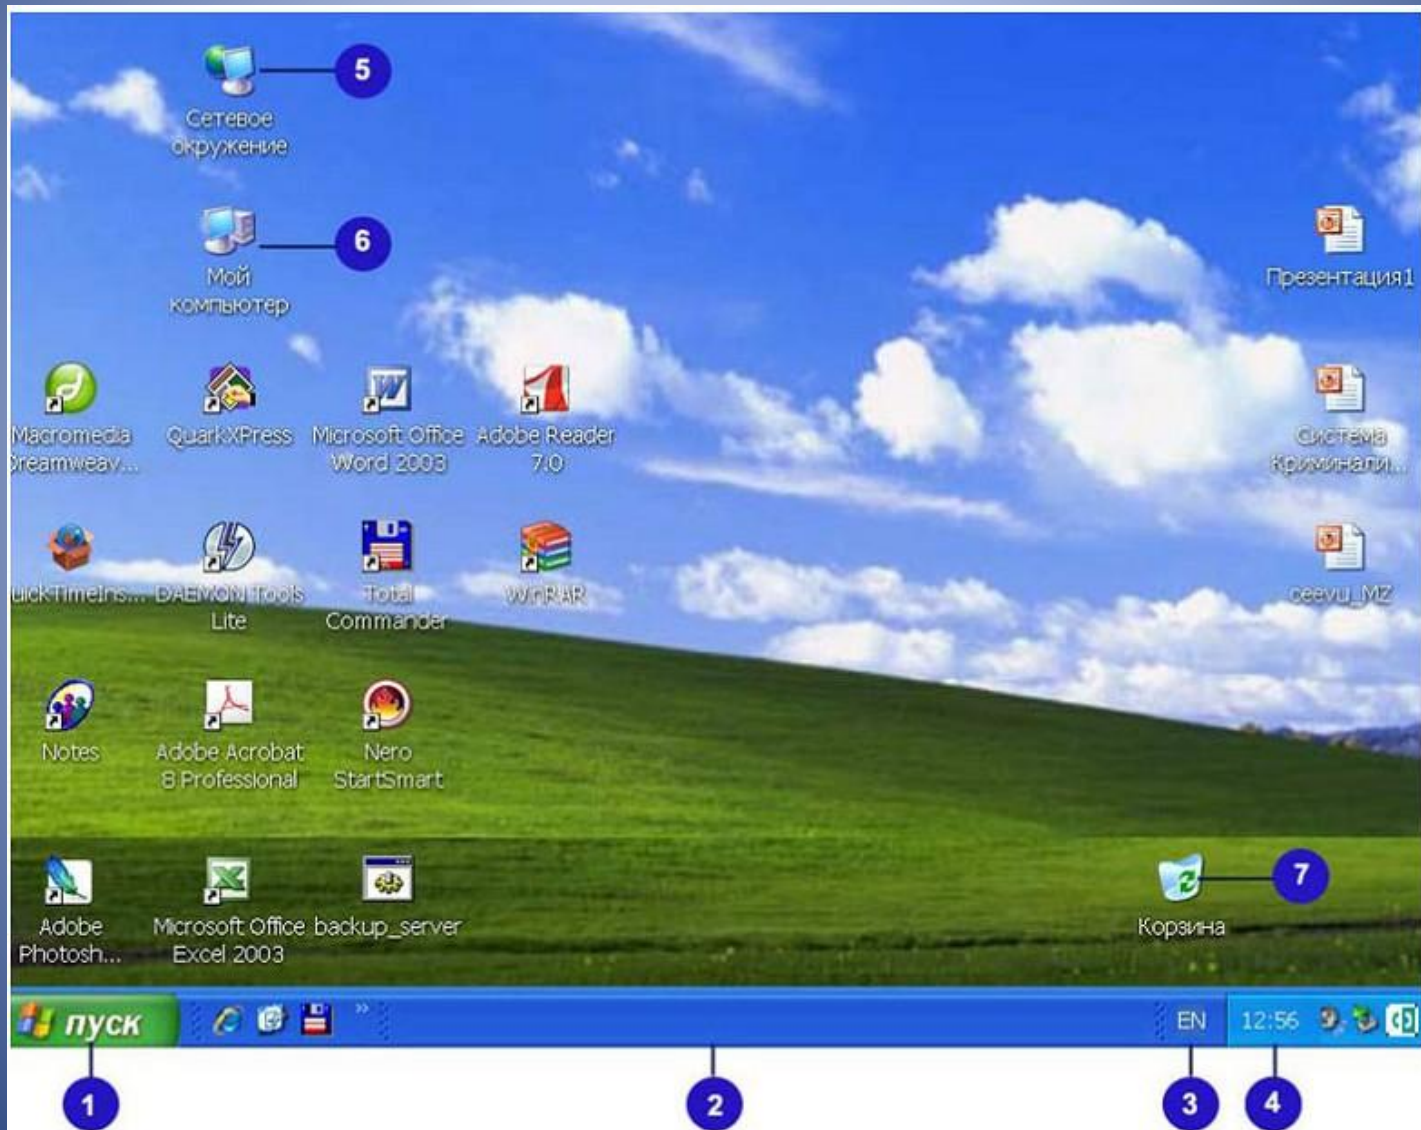 5
Сетевое
окружение
6
Мой
компьютер
Презентация1
Macromedia
Dreamweav...
QuarkXPress
Microsoft Office
Word 2003
Adobe Reader
7.0
Система
Криминали...
uickTimeIns...
DAEMON Tools
Lite
Total
Commander
WinRAR
ceevu_MZ
Notes
Adobe Acrobat
8 Professional
Nero
StartSmart
Adobe
Photosh...
Microsoft Office
Excel 2003
backup_server
Корзина
7
пуск
»
EN
12:56
1
2
3
4